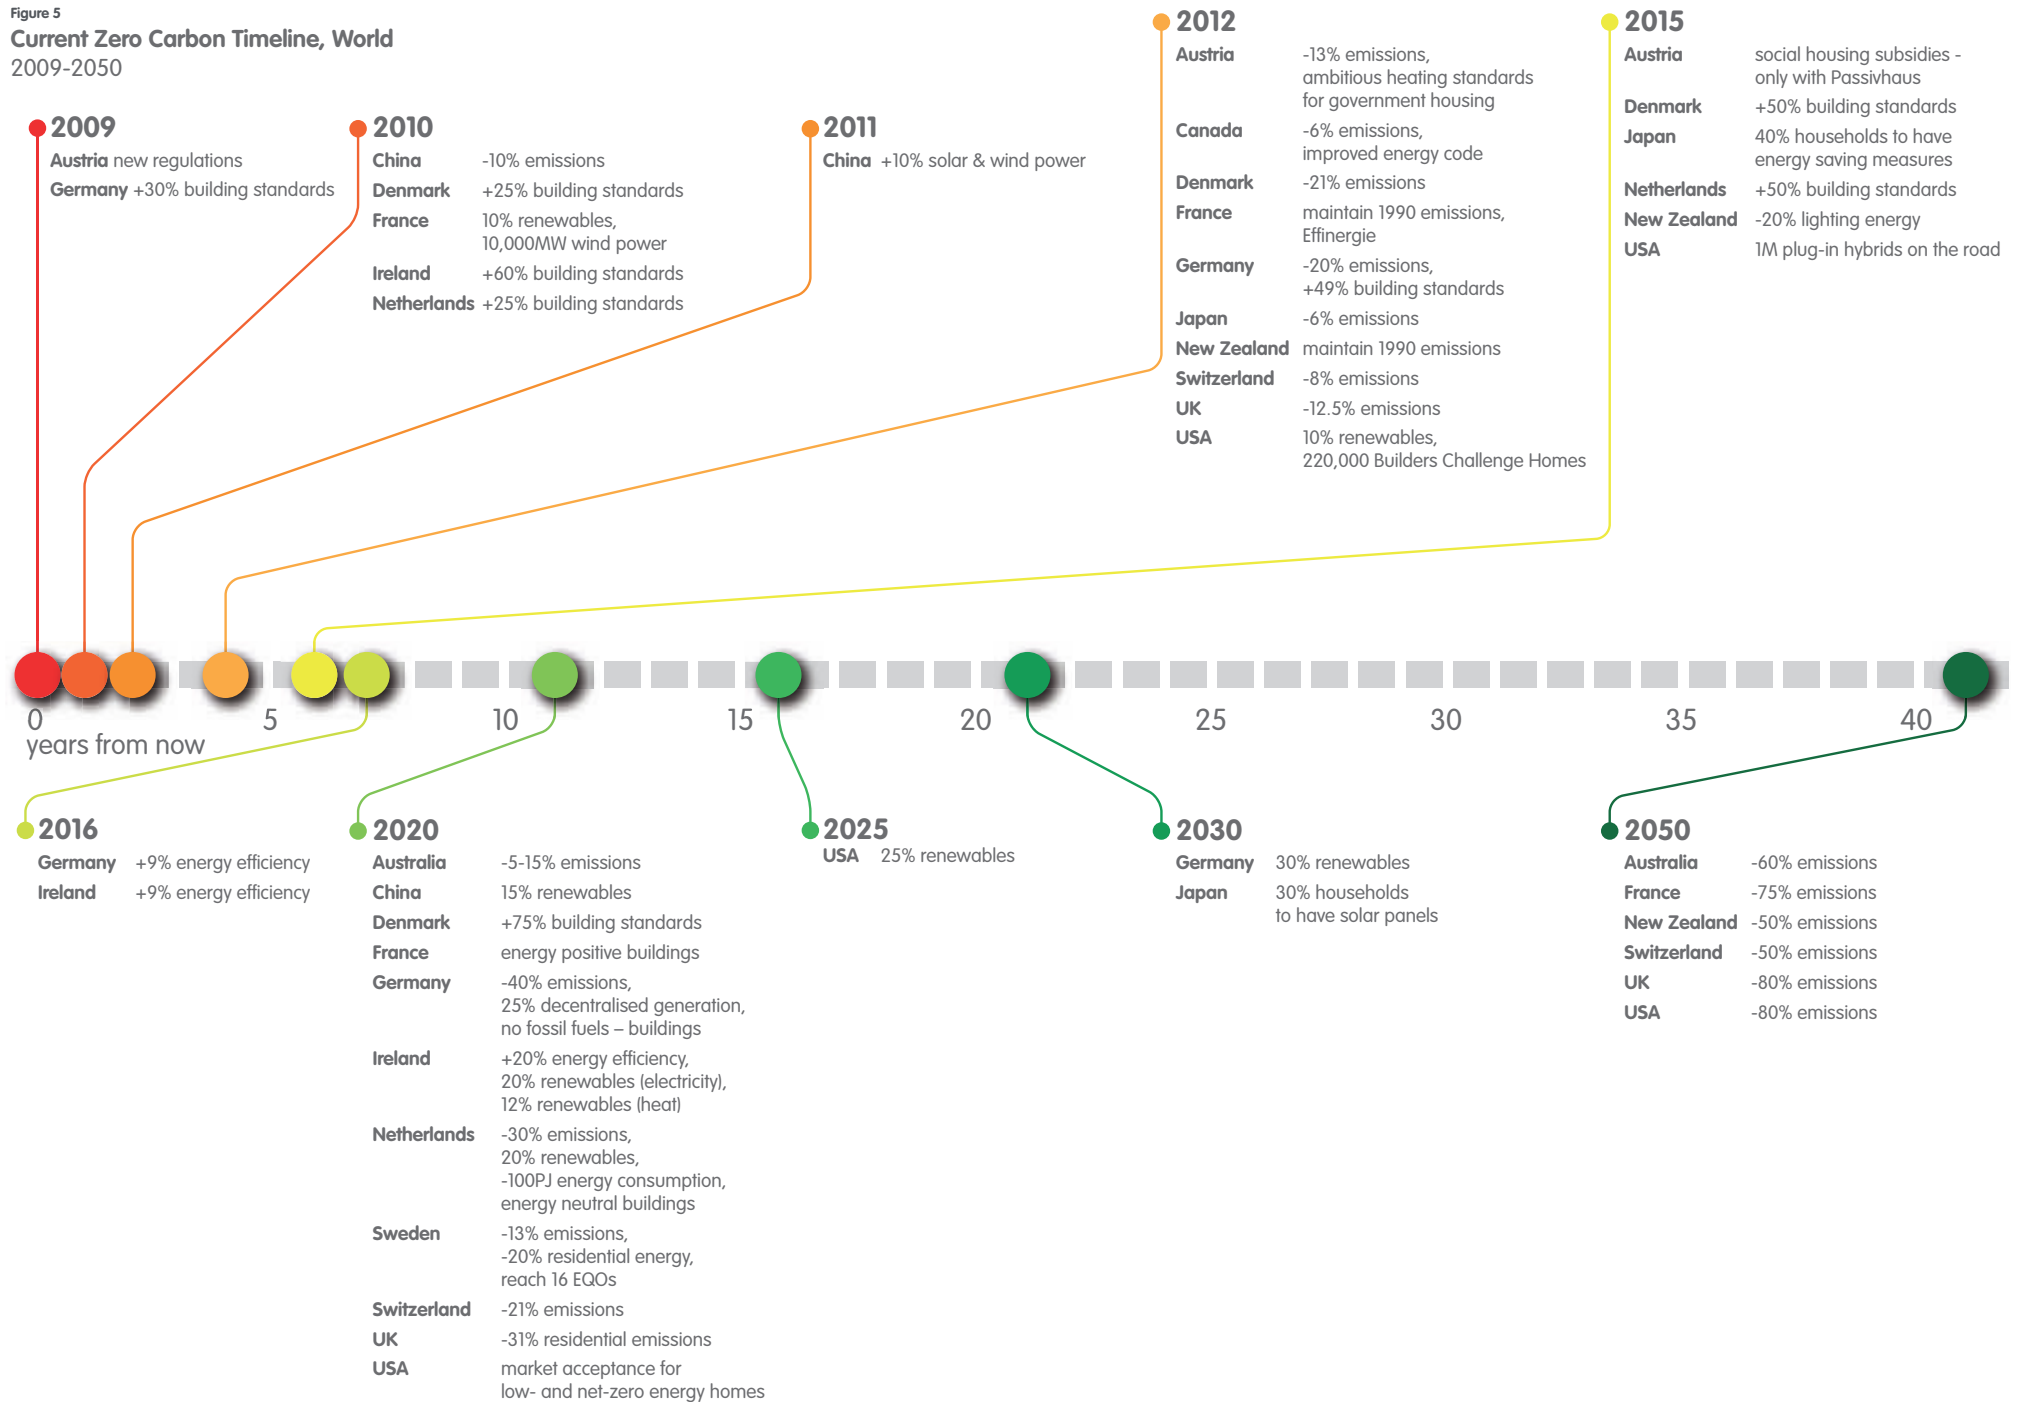 Figure 5
Current Zero Carbon Timeline, World
2009-2050
2009
Austria new regulations
Germany +30% building standards
2010
China -10% emissions
Denmark +25% building standards
France 10% renewables,
10,000MW wind power
Ireland +60% building standards
Netherlands +25% building standards
2011
China +10% solar & wind power
2012
Austria -13% emissions,
ambitious heating standards
for government housing
Canada -6% emissions,
improved energy code
Denmark -21% emissions
France maintain 1990 emissions,
Effinergie
Germany -20% emissions,
+49% building standards
Japan -6% emissions
New Zealand maintain 1990 emissions
Switzerland -8% emissions
UK -12.5% emissions
USA 10% renewables,
220,000 Builders Challenge Homes
2015
Austria social housing subsidies -
only with Passivhaus
Denmark +50% building standards
Japan 40% households to have
energy saving measures
Netherlands +50% building standards
New Zealand -20% lighting energy
USA 1M plug-in hybrids on the road
0 5 10 15 20 25 30 35 40
years from now
2016
Germany +9% energy efficiency
Ireland +9% energy efficiency
2020
Australia -5-15% emissions
China 15% renewables
Denmark +75% building standards
France energy positive buildings
Germany -40% emissions,
25% decentralised generation,
no fossil fuels – buildings
Ireland +20% energy efficiency,
20% renewables (electricity),
12% renewables (heat)
Netherlands -30% emissions,
20% renewables,
-100PJ energy consumption,
energy neutral buildings
Sweden -13% emissions,
-20% residential energy,
reach 16 EQOs
Switzerland -21% emissions
UK -31% residential emissions
USA market acceptance for
low- and net-zero energy homes
2025
USA 25% renewables
2030
Germany 30% renewables
Japan 30% households
to have solar panels
2050
Australia -60% emissions
France -75% emissions
New Zealand -50% emissions
Switzerland -50% emissions
UK -80% emissions
USA -80% emissions